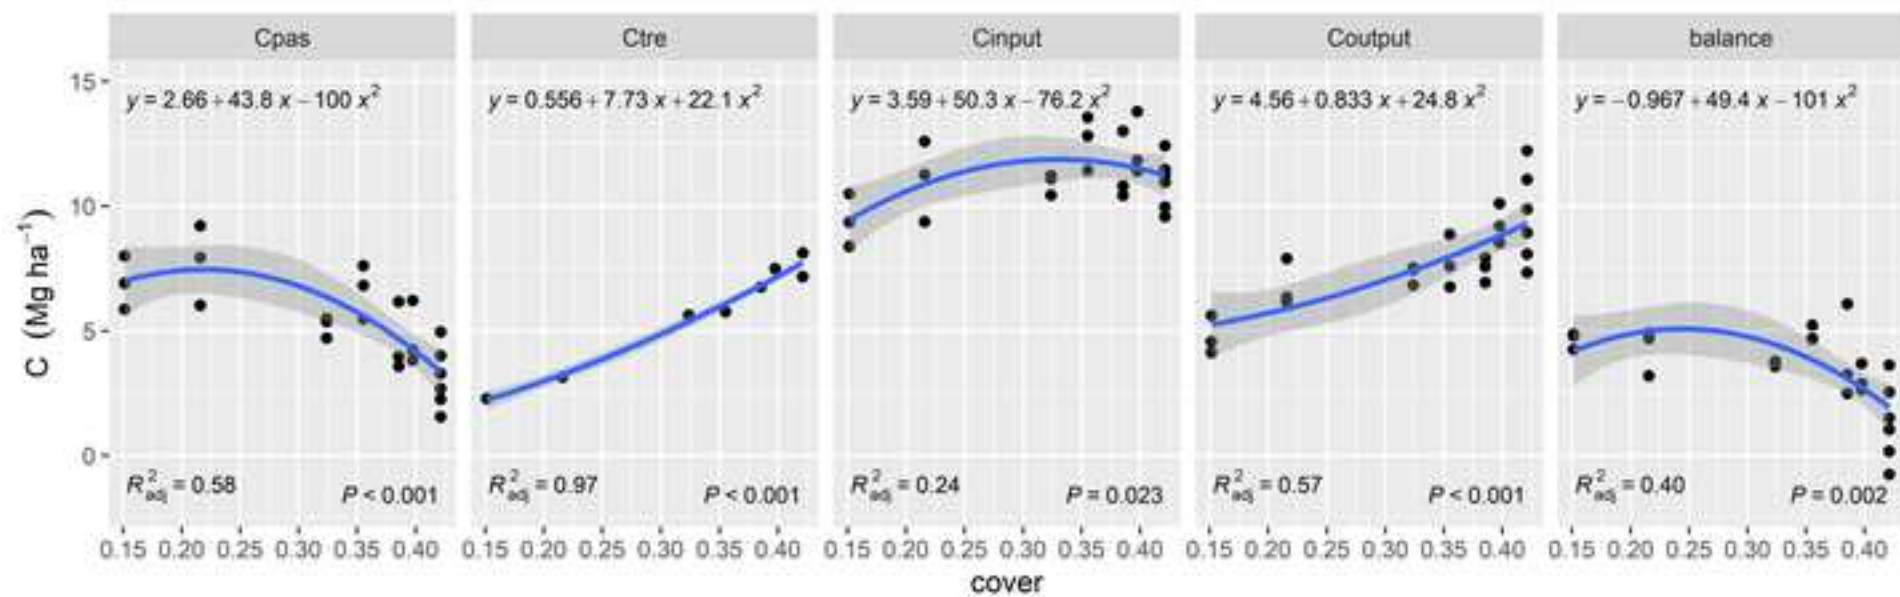 Cpas Ctre Cinput Coutput balance
y = 2.66 + 43.8 x − 100 x² y = 0.556 + 7.73 x + 22.1 x² y = 3.59 + 50.3 x − 76.2 x² y = 4.56 + 0.833 x + 24.8 x² y = −0.967 + 49.4 x − 101 x²
15
10
5
0
C (Mg ha⁻¹)
R²adj = 0.58 P < 0.001 R²adj = 0.97 P < 0.001 R²adj = 0.24 P = 0.023 R²adj = 0.57 P < 0.001 R²adj = 0.40 P = 0.002
0.15 0.20 0.25 0.30 0.35 0.40 0.15 0.20 0.25 0.30 0.35 0.40 0.15 0.20 0.25 0.30 0.35 0.40 0.15 0.20 0.25 0.30 0.35 0.40 0.15 0.20 0.25 0.30 0.35 0.40
cover